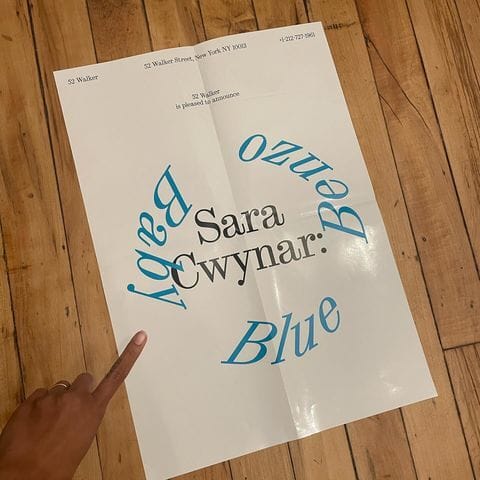 52 Walker
52 Walker Street, New York NY 10013
+1-212-727-1961
52 Walker
is pleased to announce
Sara
Cwynar:
Baby
Blue
Benzo